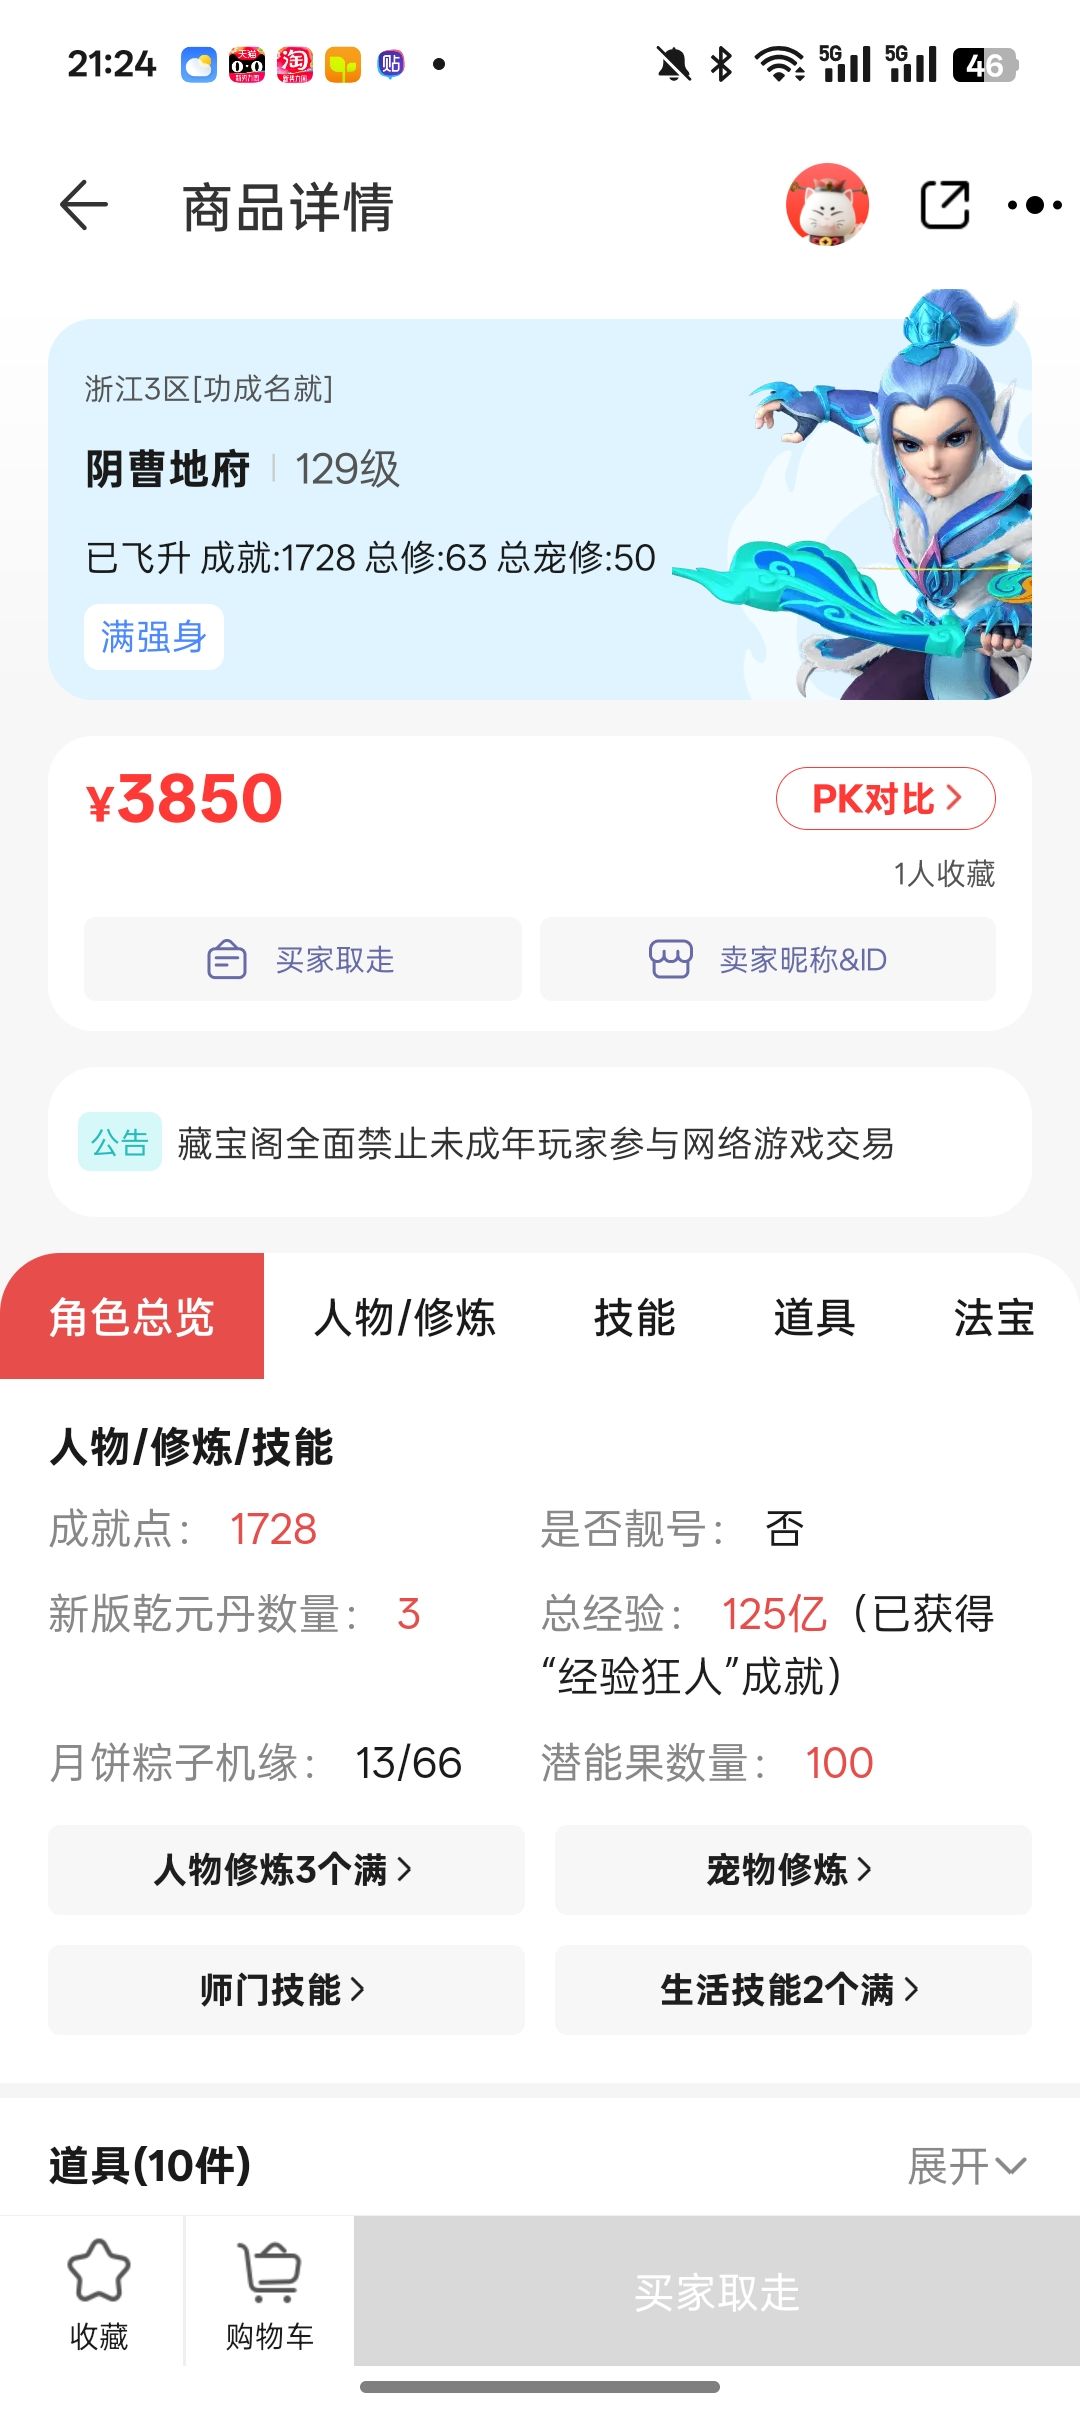 21:24
天猫
淘
贴
5G
5G
46
商品详情
浙江3区[功成名就]
阴曹地府 129级
已飞升 成就:1728 总修:63 总宠修:50
满强身
¥3850
PK对比
1人收藏
买家取走
卖家昵称&ID
公告 藏宝阁全面禁止未成年玩家参与网络游戏交易
角色总览 人物/修炼 技能 道具 法宝
人物/修炼/技能
成就点： 1728
是否靓号： 否
新版乾元丹数量： 3
总经验： 125亿（已获得
“经验狂人”成就）
月饼粽子机缘： 13/66
潜能果数量： 100
人物修炼3个满
宠物修炼
师门技能
生活技能2个满
道具(10件)
展开
收藏
购物车
买家取走